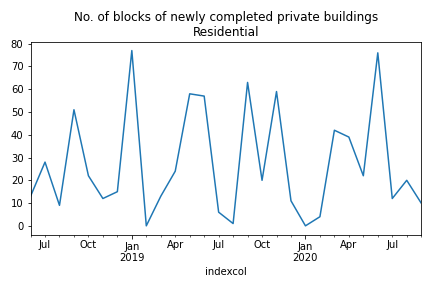 No. of blocks of newly completed private buildings
Residential
80
70
60
50
40
30
20
10
0
Jul Oct Jan Apr Jul Oct Jan Apr Jul
2019 2020
indexcol